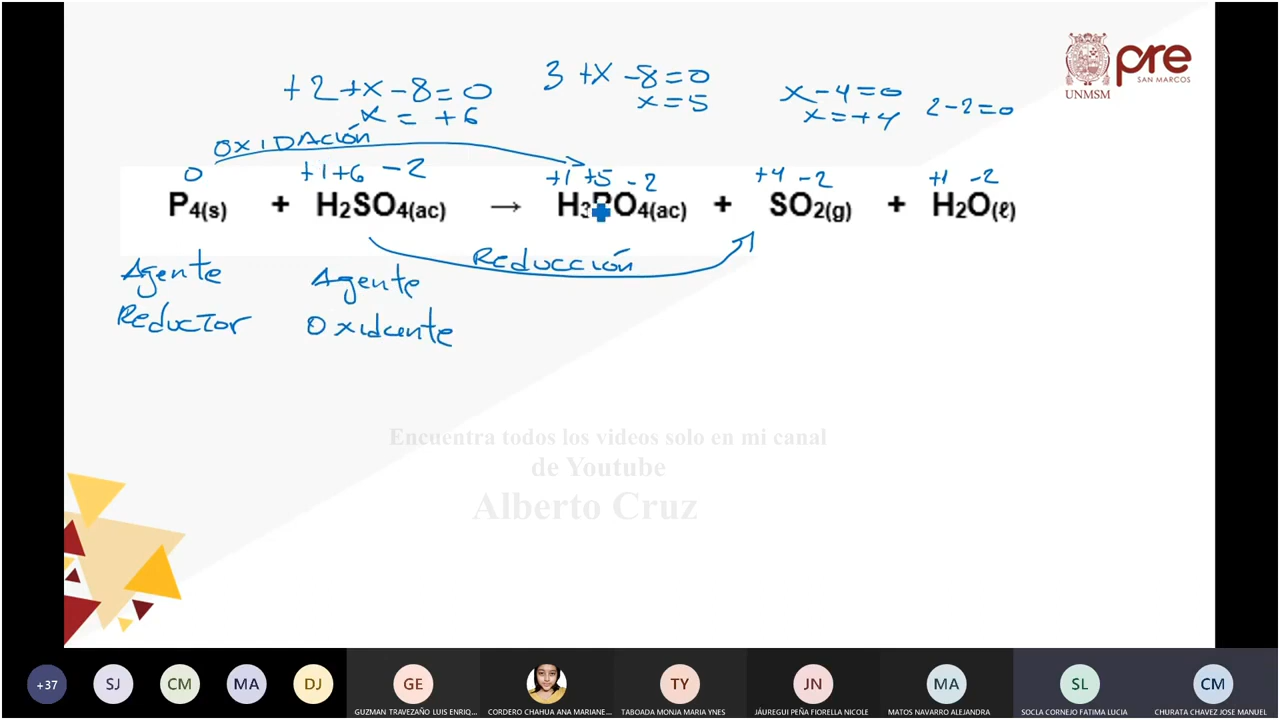 pre
SAN MARCOS
UNMSM
+2 +x -8 = 0
x = +6
3 +x -8 = 0
x = 5
x - 4 = 0
x = +4
2 - 2 = 0
OXIDACIÓN
0 +1 +6 -2 +1 +5 -2 +4 -2 +1 -2
P4(s) + H2SO4(ac) → H3PO4(ac) + SO2(g) + H2O(ℓ)
Reducción
Agente
Reductor
Agente
Oxidante
Encuentra todos los videos solo en mi canal
de Youtube
Alberto Cruz
+37 SJ CM MA DJ GE TY JN MA SL CM
GUZMAN TRAVEZAÑO LUIS ENRIQ... CORDERO CHAHUA ANA MARIANE... TABOADA MONJA MARIA YNES JÁUREGUI PEÑA FIORELLA NICOLE MATOS NAVARRO ALEJANDRA SOCLA CORNEJO FATIMA LUCIA CHURATA CHAVEZ JOSE MANUEL